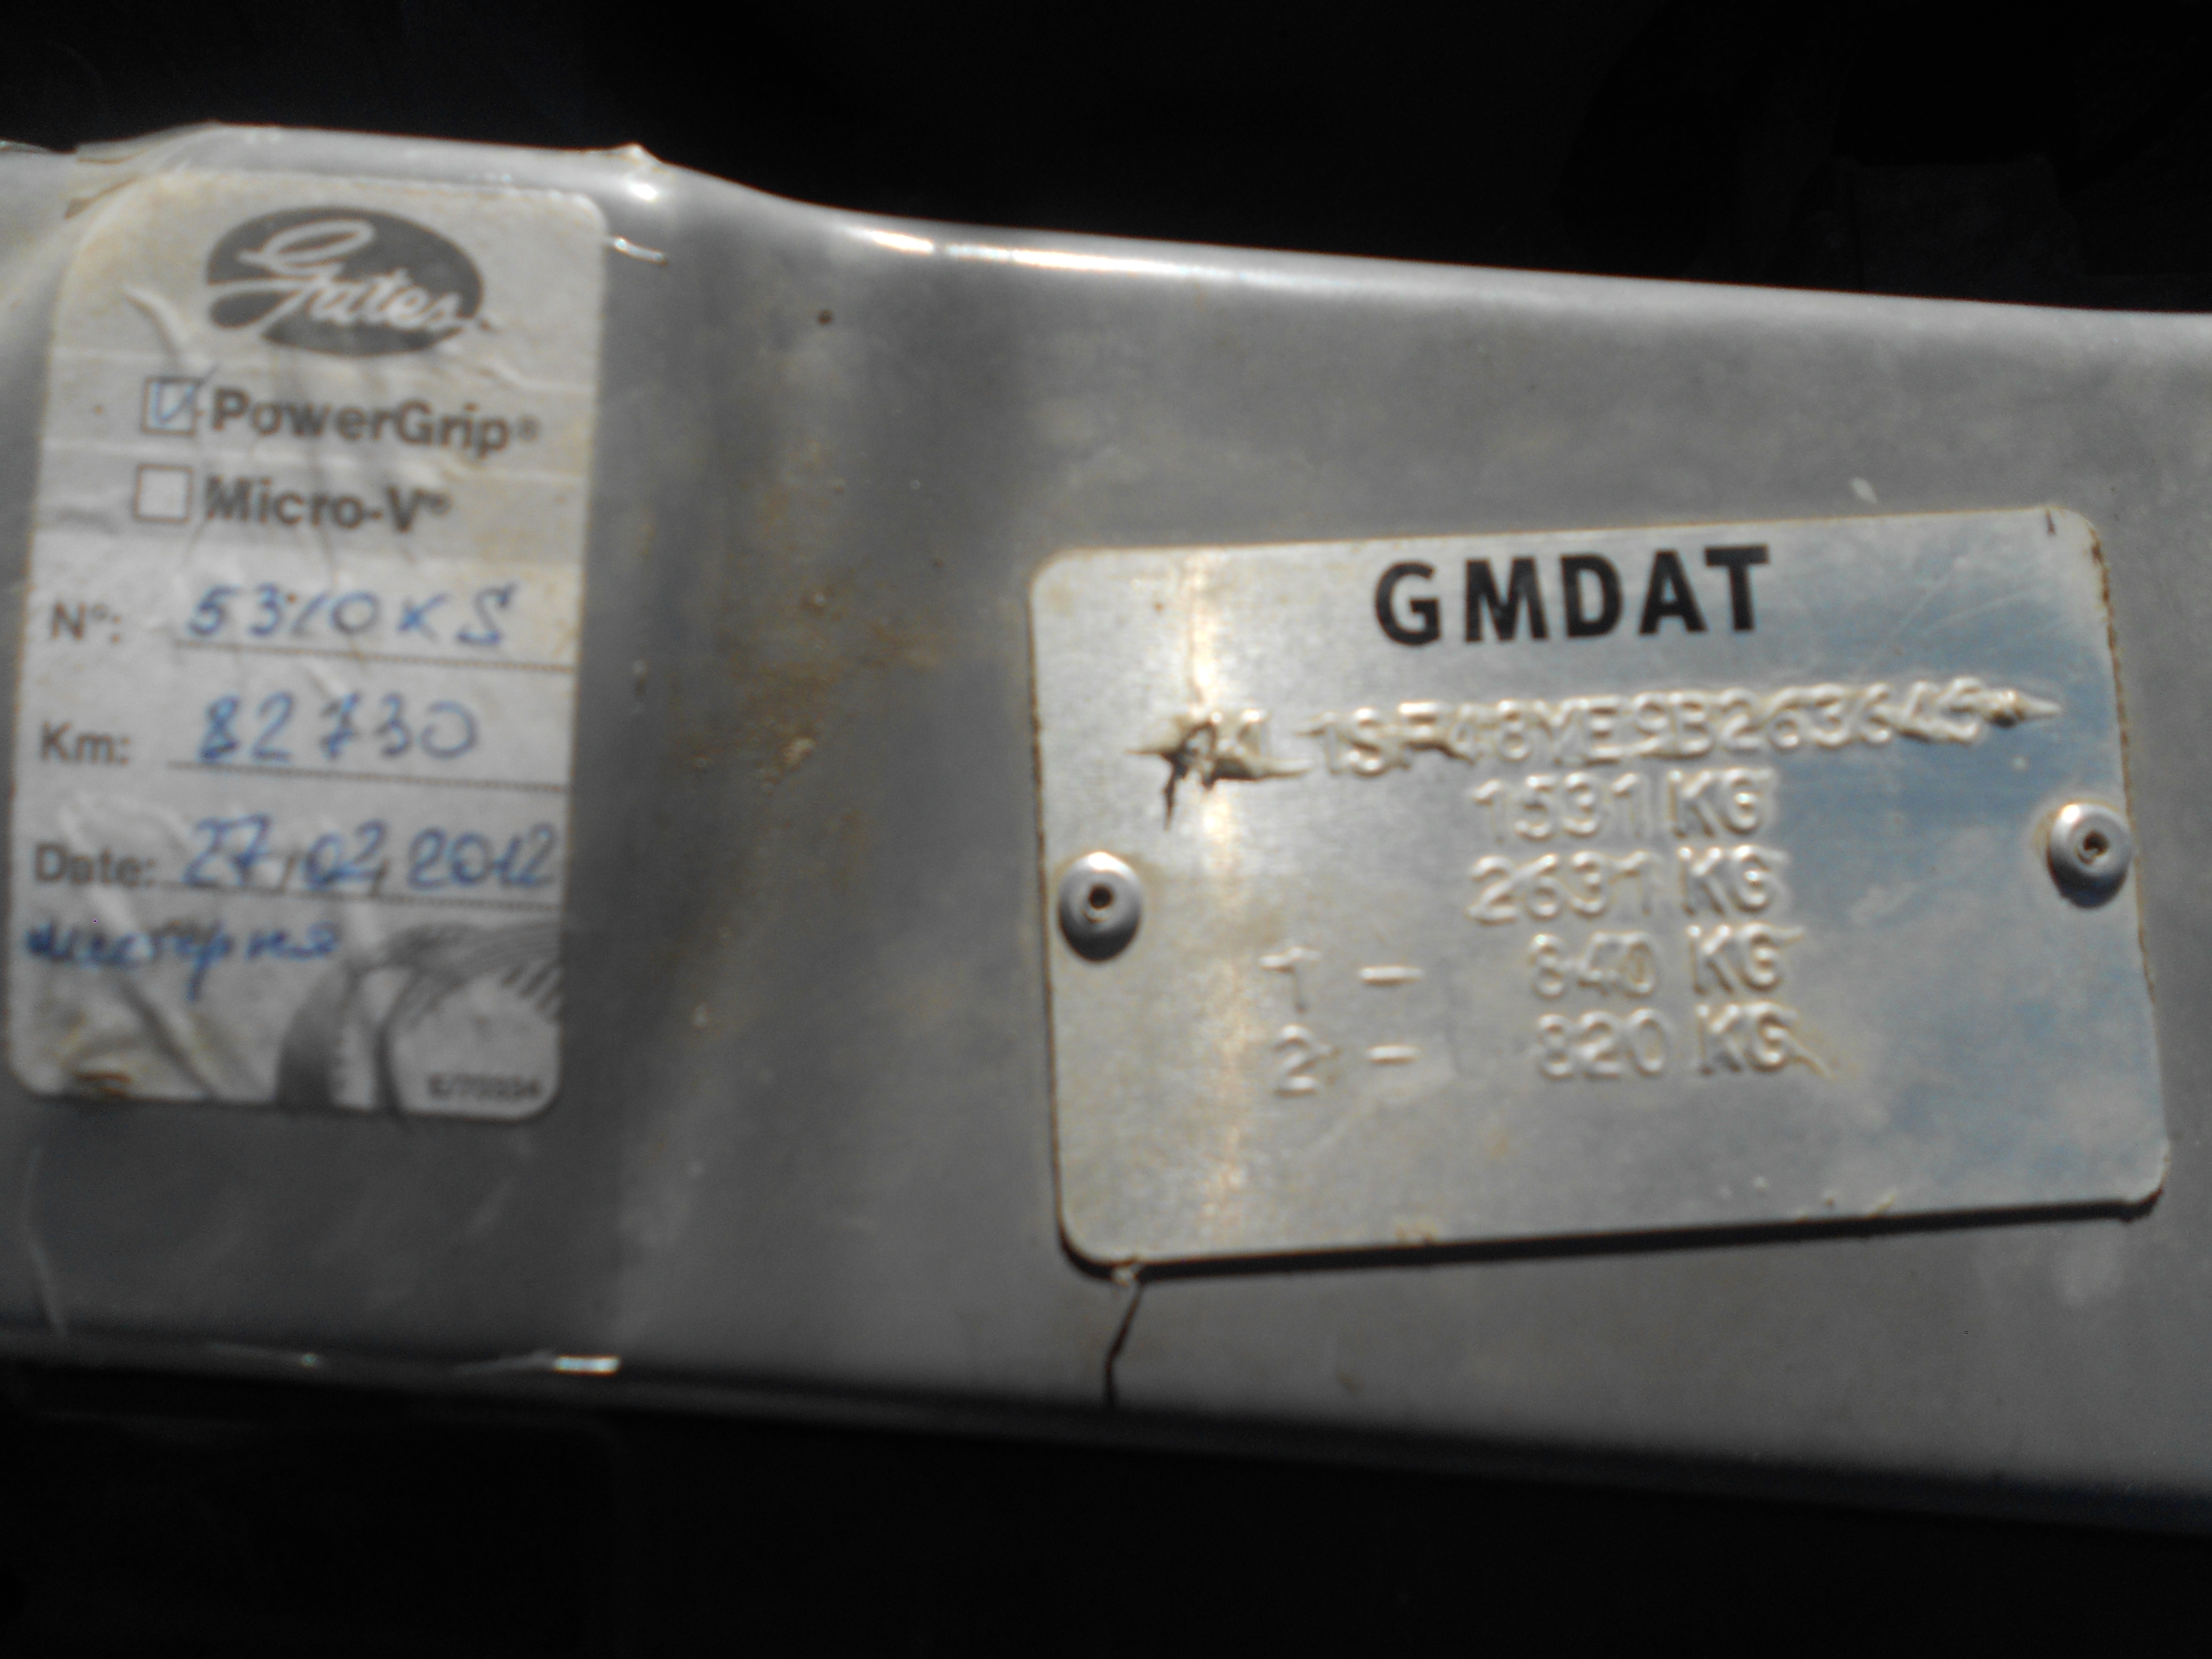 Gates
PowerGrip®
Micro-V®
N°: 5310XS
Km: 82730
Date: 27/02/2012
GMDAT
KL1SF48YE9B263645
1531 KG
2631 KG
1 - 840 KG
2 - 820 KG